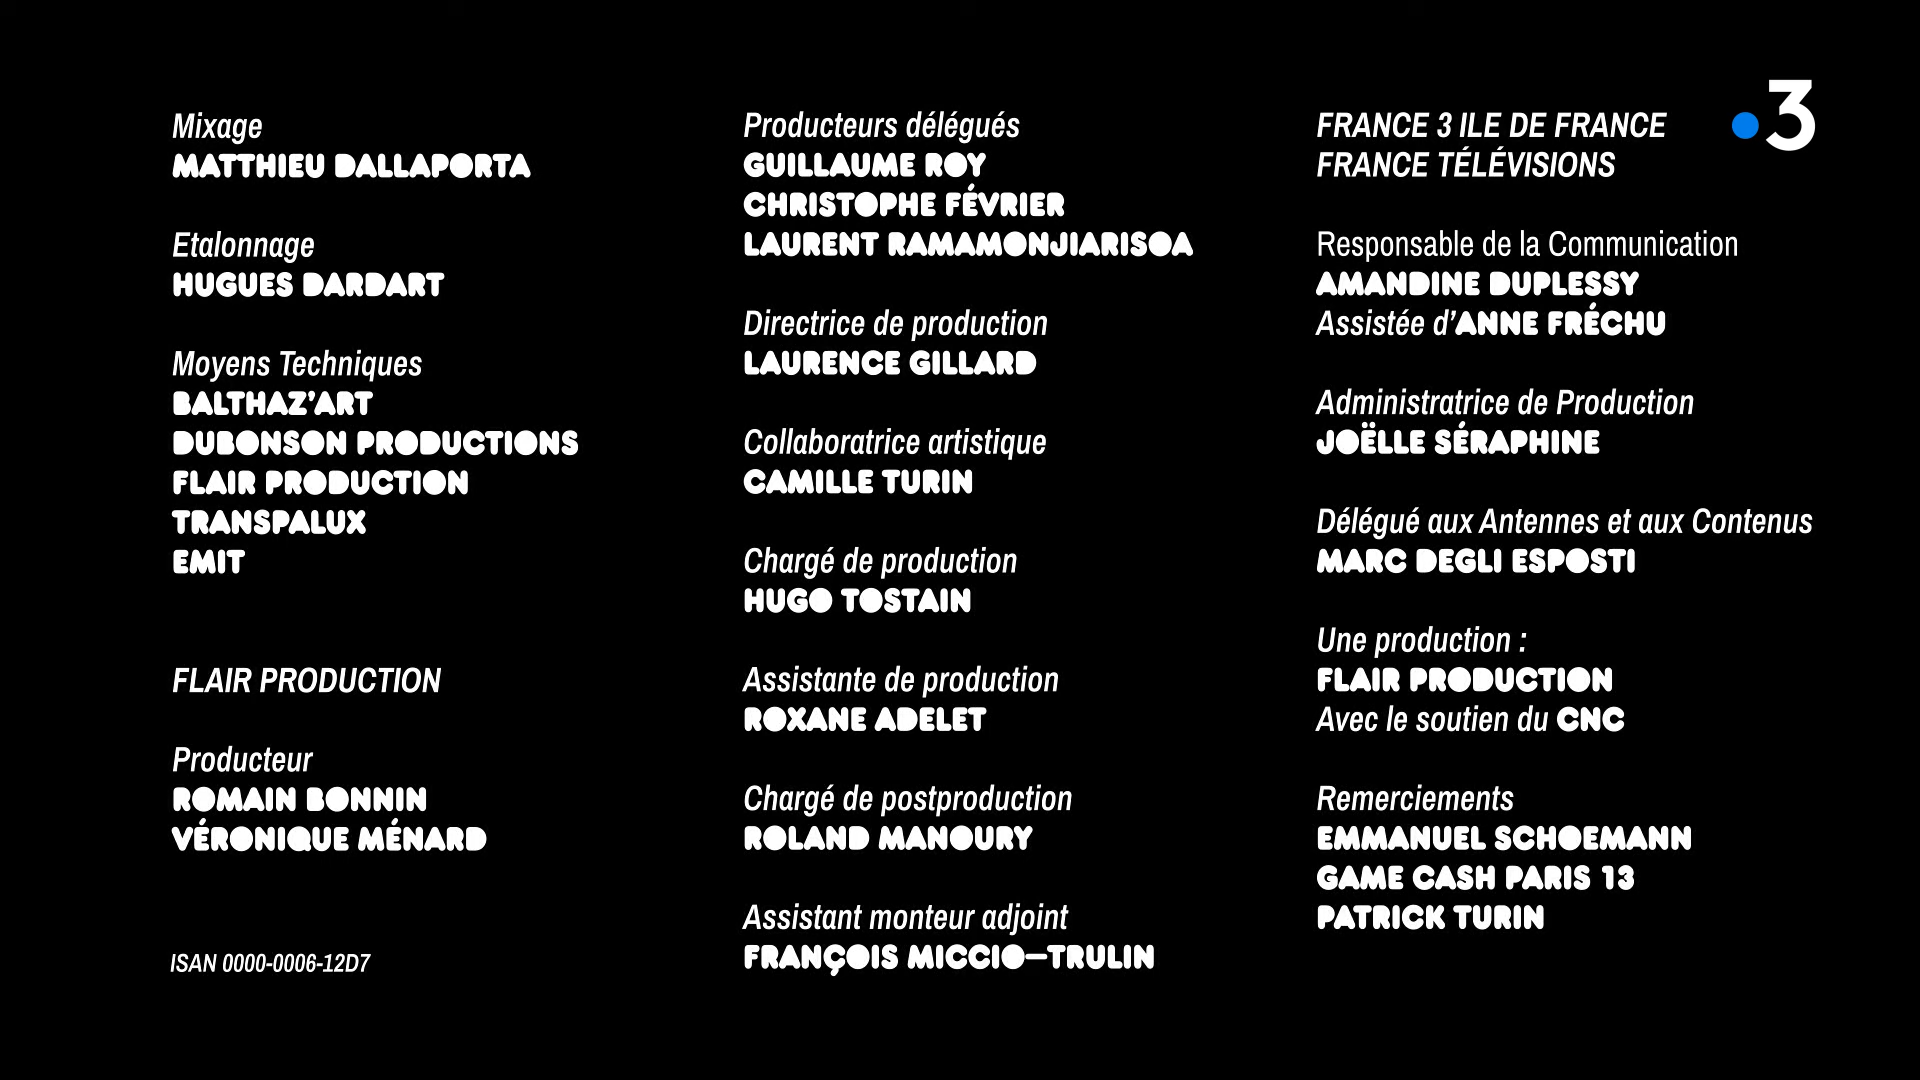 Mixage
MATTHIEU DALLAPORTA
Etalonnage
HUGUES DARDART
Moyens Techniques
BALTHAZ’ART
DUBONSON PRODUCTIONS
FLAIR PRODUCTION
TRANSPALUX
EMIT
FLAIR PRODUCTION
Producteur
ROMAIN BONNIN
VÉRONIQUE MÉNARD
ISAN 0000-0006-12D7
Producteurs délégués
GUILLAUME ROY
CHRISTOPHE FÉVRIER
LAURENT RAMAMONJIARISOA
Directrice de production
LAURENCE GILLARD
Collaboratrice artistique
CAMILLE TURIN
Chargé de production
HUGO TOSTAIN
Assistante de production
ROXANE ADELET
Chargé de postproduction
ROLAND MANOURY
Assistant monteur adjoint
FRANÇOIS MICCIO—TRULIN
FRANCE 3 ILE DE FRANCE
FRANCE TÉLÉVISIONS
Responsable de la Communication
AMANDINE DUPLESSY
Assistée d’ANNE FRÉCHU
Administratrice de Production
JOËLLE SÉRAPHINE
Délégué aux Antennes et aux Contenus
MARC DEGLI ESPOSTI
Une production :
FLAIR PRODUCTION
Avec le soutien du CNC
Remerciements
EMMANUEL SCHOEMANN
GAME CASH PARIS 13
PATRICK TURIN
3